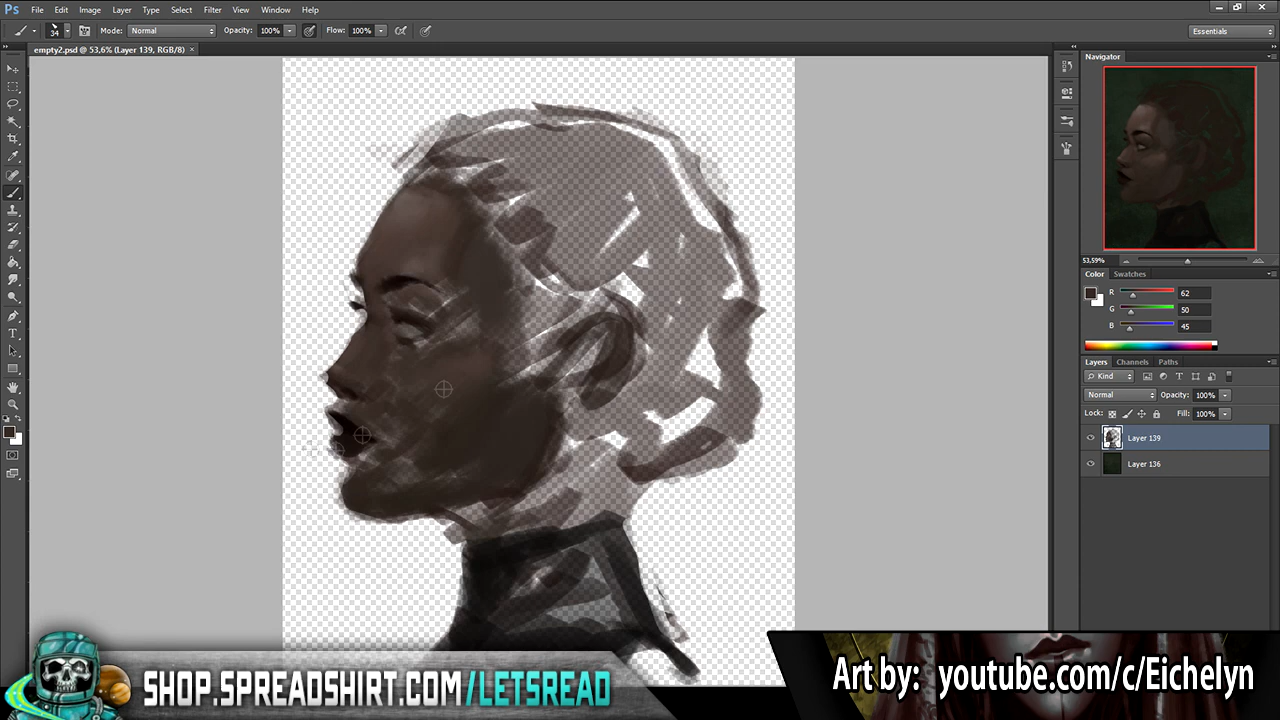 Ps File Edit Image Layer Type Select Filter View Window Help
34 Mode: Normal Opacity: 100% Flow: 100% Essentials
empty2.psd @ 53,6% (Layer 139, RGB/8) ×
Navigator
53,59%
Color Swatches
R 62
G 50
B 45
Layers Channels Paths
Kind
Normal Opacity: 100%
Lock: Fill: 100%
Layer 139
Layer 136
SHOP.SPREADSHIRT.COM/LETSREAD
Art by: youtube.com/c/Eichelyn